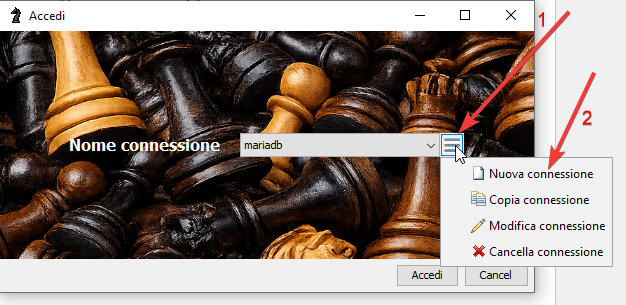 Accedi
1
2
Nome connessione
mariadb
Nuova connessione
Copia connessione
Modifica connessione
Cancella connessione
Accedi
Cancel